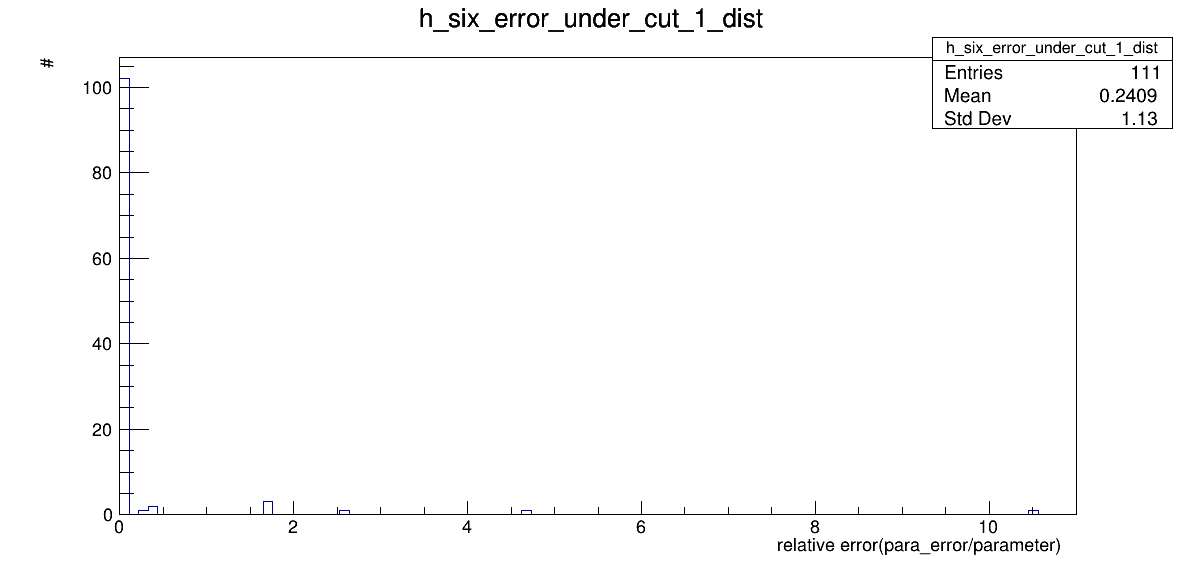 h_six_error_under_cut_1_dist
#
h_six_error_under_cut_1_dist
Entries 111
Mean 0.2409
Std Dev 1.13
100
80
60
40
20
0
0 2 4 6 8 10
relative error(para_error/parameter)